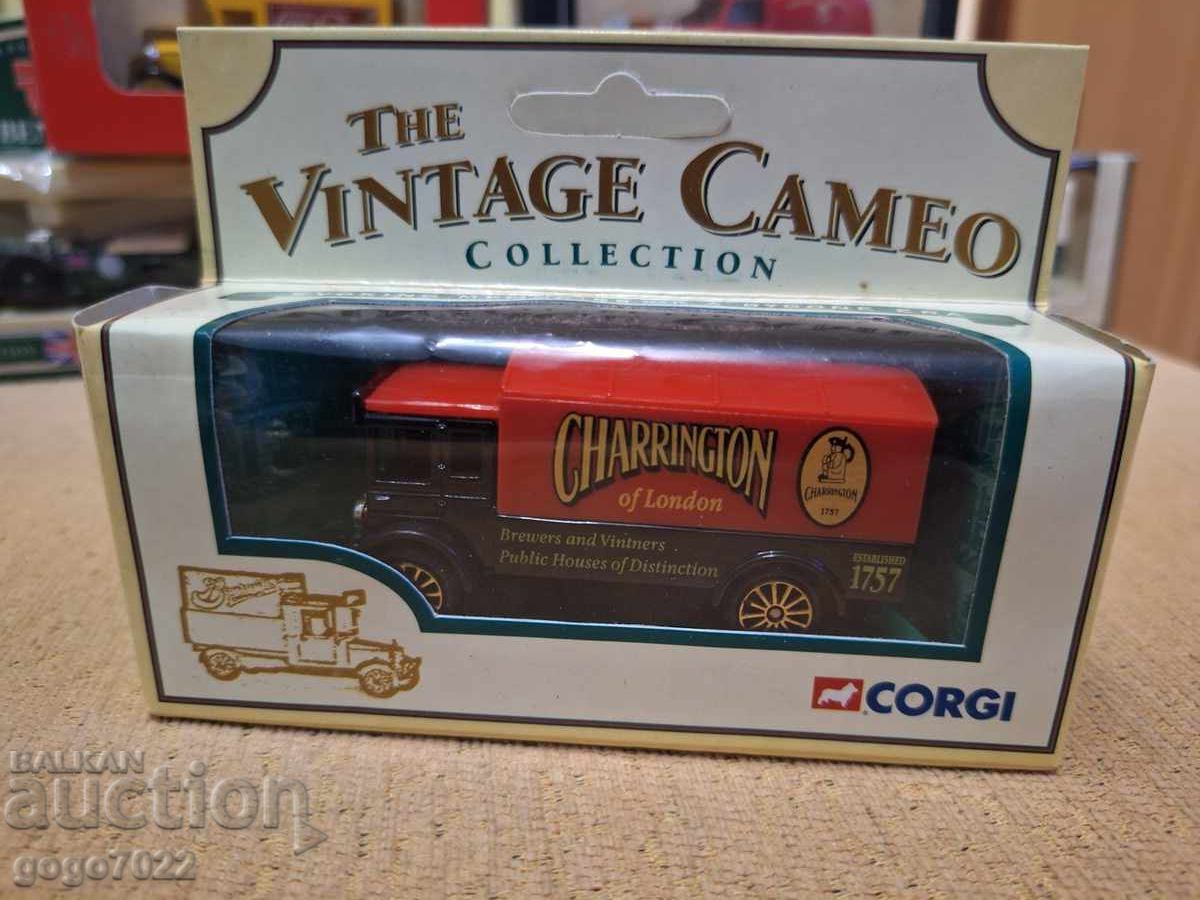 THE
VINTAGE CAMEO
COLLECTION
CHARRINGTON
of London
CHARRINGTON
1757
Brewers and Vintners
Public Houses of Distinction
ESTABLISHED
1757
CORGI
BALKAN
auction
gogo7022